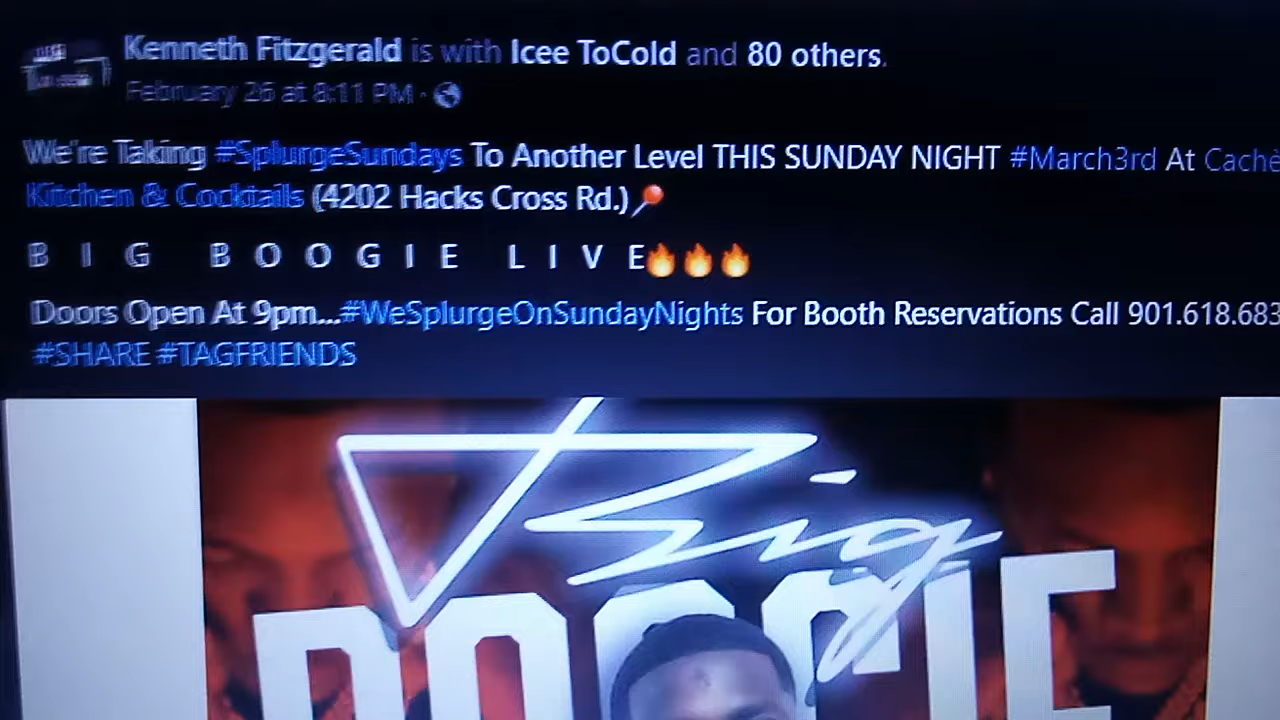 Kenneth Fitzgerald is with Icee ToCold and 80 others.
February 26 at 8:11 PM ·
We're Taking #SplurgeSundays To Another Level THIS SUNDAY NIGHT #March3rd At Cachè
Kitchen & Cocktails (4202 Hacks Cross Rd.)📍
B I G B O O G I E L I V E🔥🔥🔥
Doors Open At 9pm...#WeSplurgeOnSundayNights For Booth Reservations Call 901.618.683
#SHARE #TAGFRIENDS
Big
BOOGIE